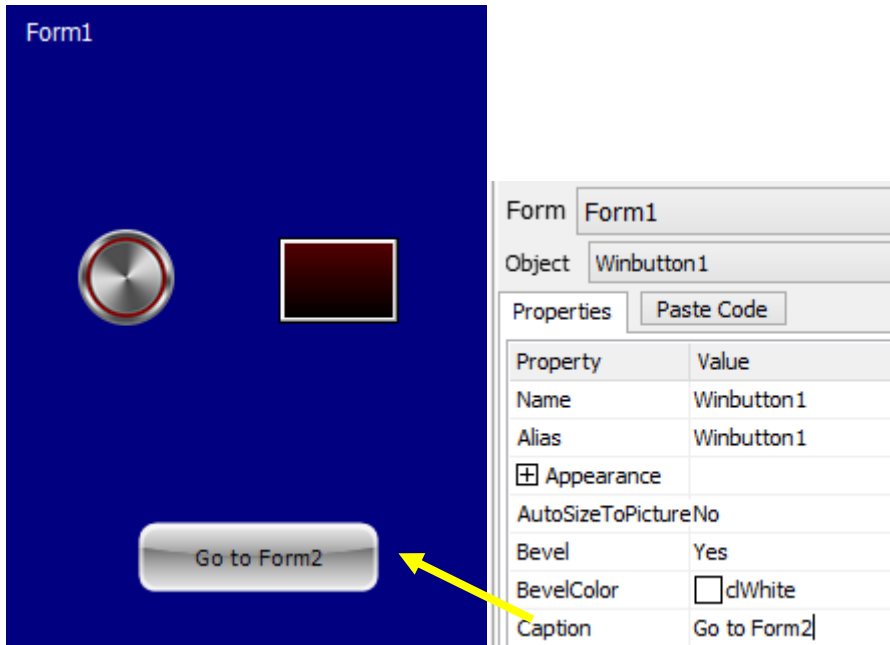 Form1
Go to Form2
Form Form1
Object Winbutton1
Properties Paste Code
Property Value
Name Winbutton1
Alias Winbutton1
Appearance
AutoSizeToPicture No
Bevel Yes
BevelColor clWhite
Caption Go to Form2